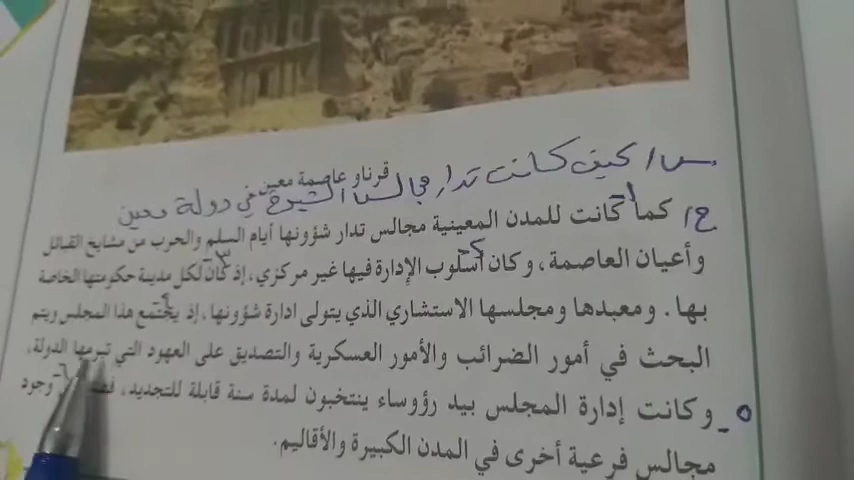 قرناو عاصمة معين
س١ كيف كانت تدار مجالس الشيوخ في دولة معين
ج١ كما كانت للمدن المعينية مجالس تدار شؤونها أيام السلم والحرب من مشايخ القبائل
وأعيان العاصمة، وكان أسلوب الإدارة فيها غير مركزي، إذ كان لكل مدينة حكومتها الخاصة
بها. ومعبدها ومجلسها الاستشاري الذي يتولى ادارة شؤونها، إذ يجتمع هذا المجلس ويتم
البحث في أمور الضرائب والأمور العسكرية والتصديق على العهود التي تبرمها الدولة،
٥- وكانت إدارة المجلس بيد رؤوساء ينتخبون لمدة سنة قابلة للتجديد، وجود
مجالس فرعية أخرى في المدن الكبيرة والأقاليم.